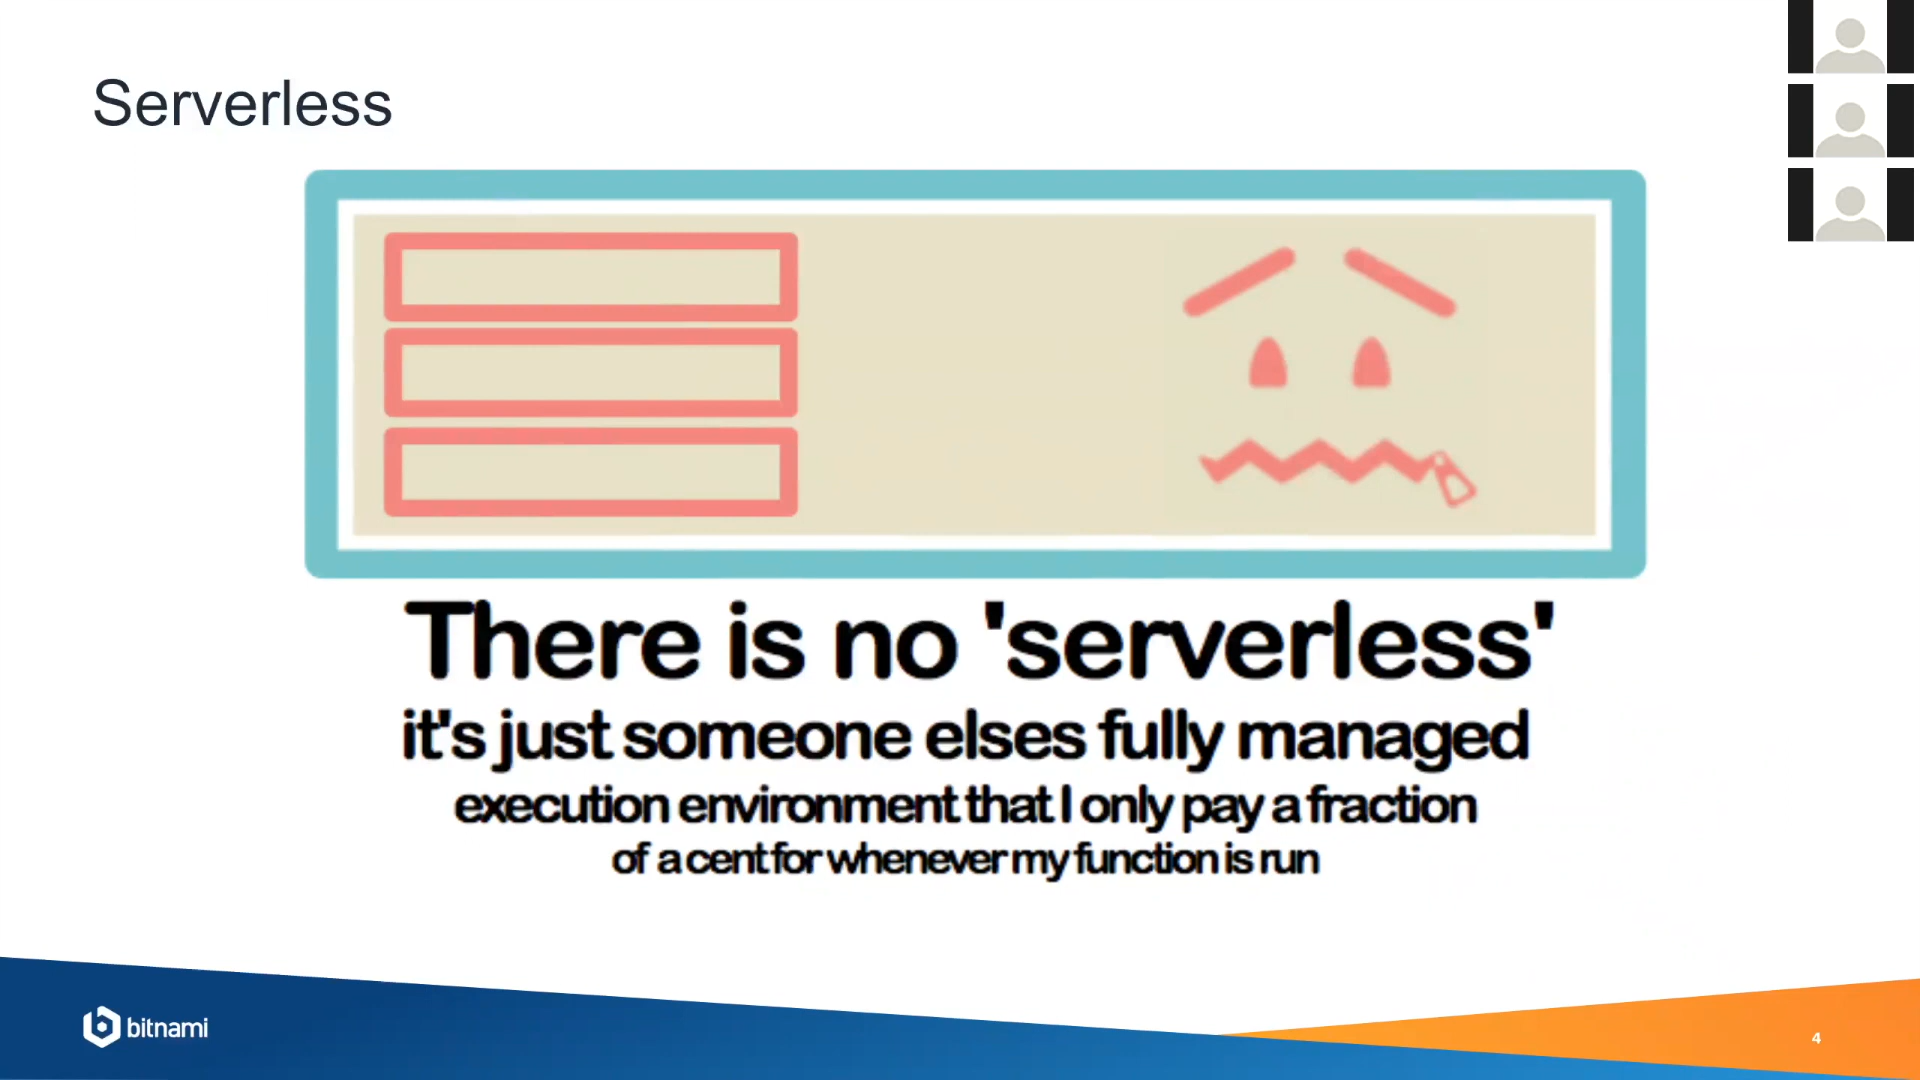 Serverless
There is no 'serverless'
it's just someone elses fully managed
execution environment that I only pay a fraction
of a cent for whenever my function is run
bitnami
4